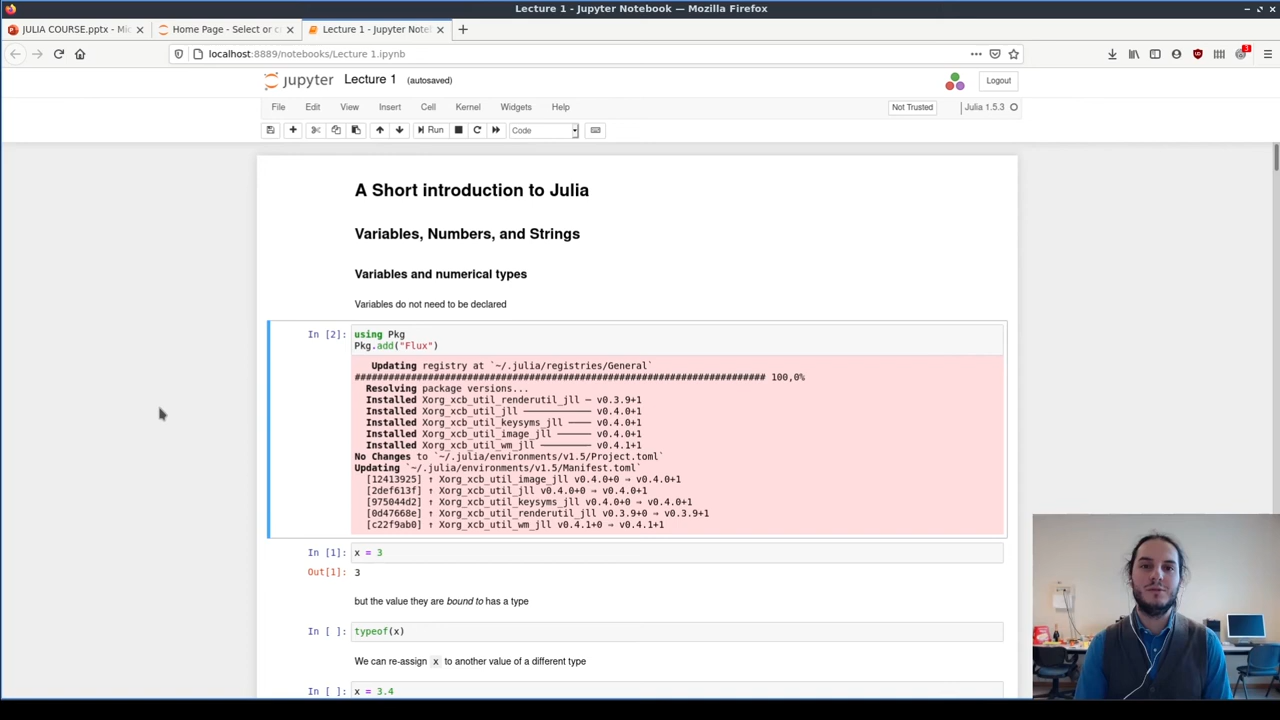 Lecture 1 - Jupyter Notebook — Mozilla Firefox
JULIA COURSE.pptx - Mic
Home Page - Select or c
Lecture 1 - Jupyter Note
localhost:8889/notebooks/Lecture 1.ipynb
3
jupyter Lecture 1 (autosaved)
Logout
File Edit View Insert Cell Kernel Widgets Help
Not Trusted
Julia 1.5.3
Run
Code
A Short introduction to Julia
Variables, Numbers, and Strings
Variables and numerical types
Variables do not need to be declared
In [2]: using Pkg
Pkg.add("Flux")
Updating registry at `~/.julia/registries/General`
######################################################################### 100,0%
Resolving package versions...
Installed Xorg_xcb_util_renderutil_jll ─ v0.3.9+1
Installed Xorg_xcb_util_jll ──────────── v0.4.0+1
Installed Xorg_xcb_util_keysyms_jll ──── v0.4.0+1
Installed Xorg_xcb_util_image_jll ────── v0.4.0+1
Installed Xorg_xcb_util_wm_jll ───────── v0.4.1+1
No Changes to `~/.julia/environments/v1.5/Project.toml`
Updating `~/.julia/environments/v1.5/Manifest.toml`
[12413925] ↑ Xorg_xcb_util_image_jll v0.4.0+0 ⇒ v0.4.0+1
[2def613f] ↑ Xorg_xcb_util_jll v0.4.0+0 ⇒ v0.4.0+1
[975044d2] ↑ Xorg_xcb_util_keysyms_jll v0.4.0+0 ⇒ v0.4.0+1
[0d47668e] ↑ Xorg_xcb_util_renderutil_jll v0.3.9+0 ⇒ v0.3.9+1
[c22f9ab0] ↑ Xorg_xcb_util_wm_jll v0.4.1+0 ⇒ v0.4.1+1
In [1]: x = 3
Out[1]: 3
but the value they are bound to has a type
In [ ]: typeof(x)
We can re-assign x to another value of a different type
In [ ]: x = 3.4